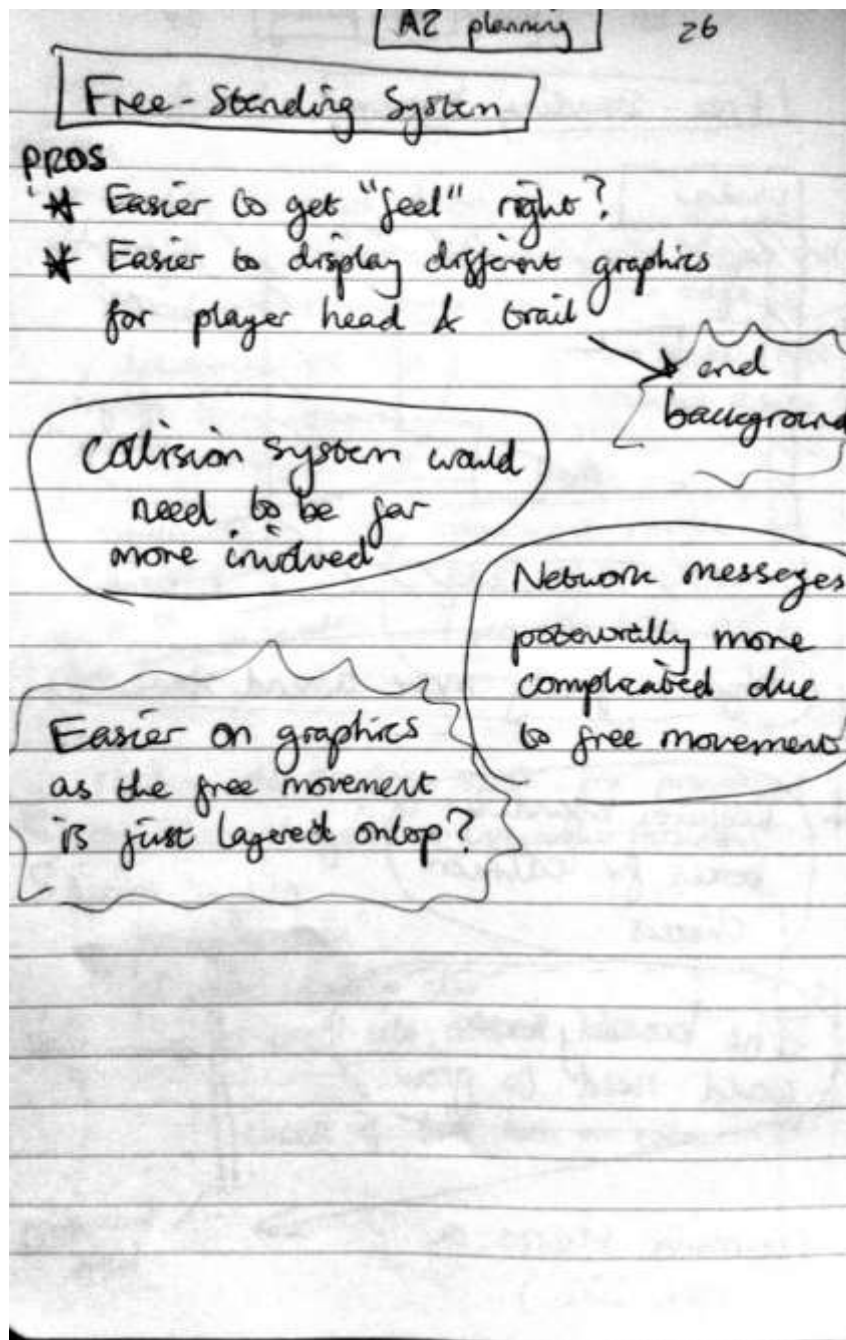 A2 planning 26
Free-Standing System
PROS
* Easier to get "feel" right?
* Easier to display different graphics
for player head & trail
and
background
Collision system would
need to be far
more involved
Network messages
potentially more
complicated due
to free movement
Easier on graphics
as the free movement
is just layered ontop?